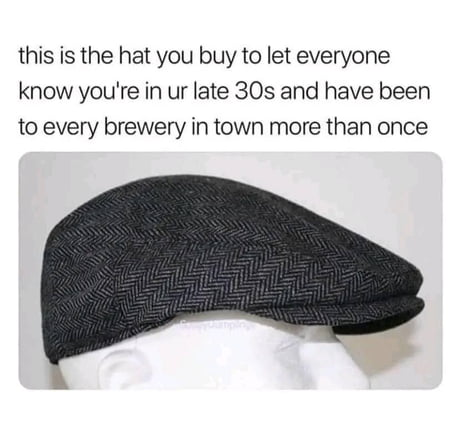 this is the hat you buy to let everyone
know you're in ur late 30s and have been
to every brewery in town more than once